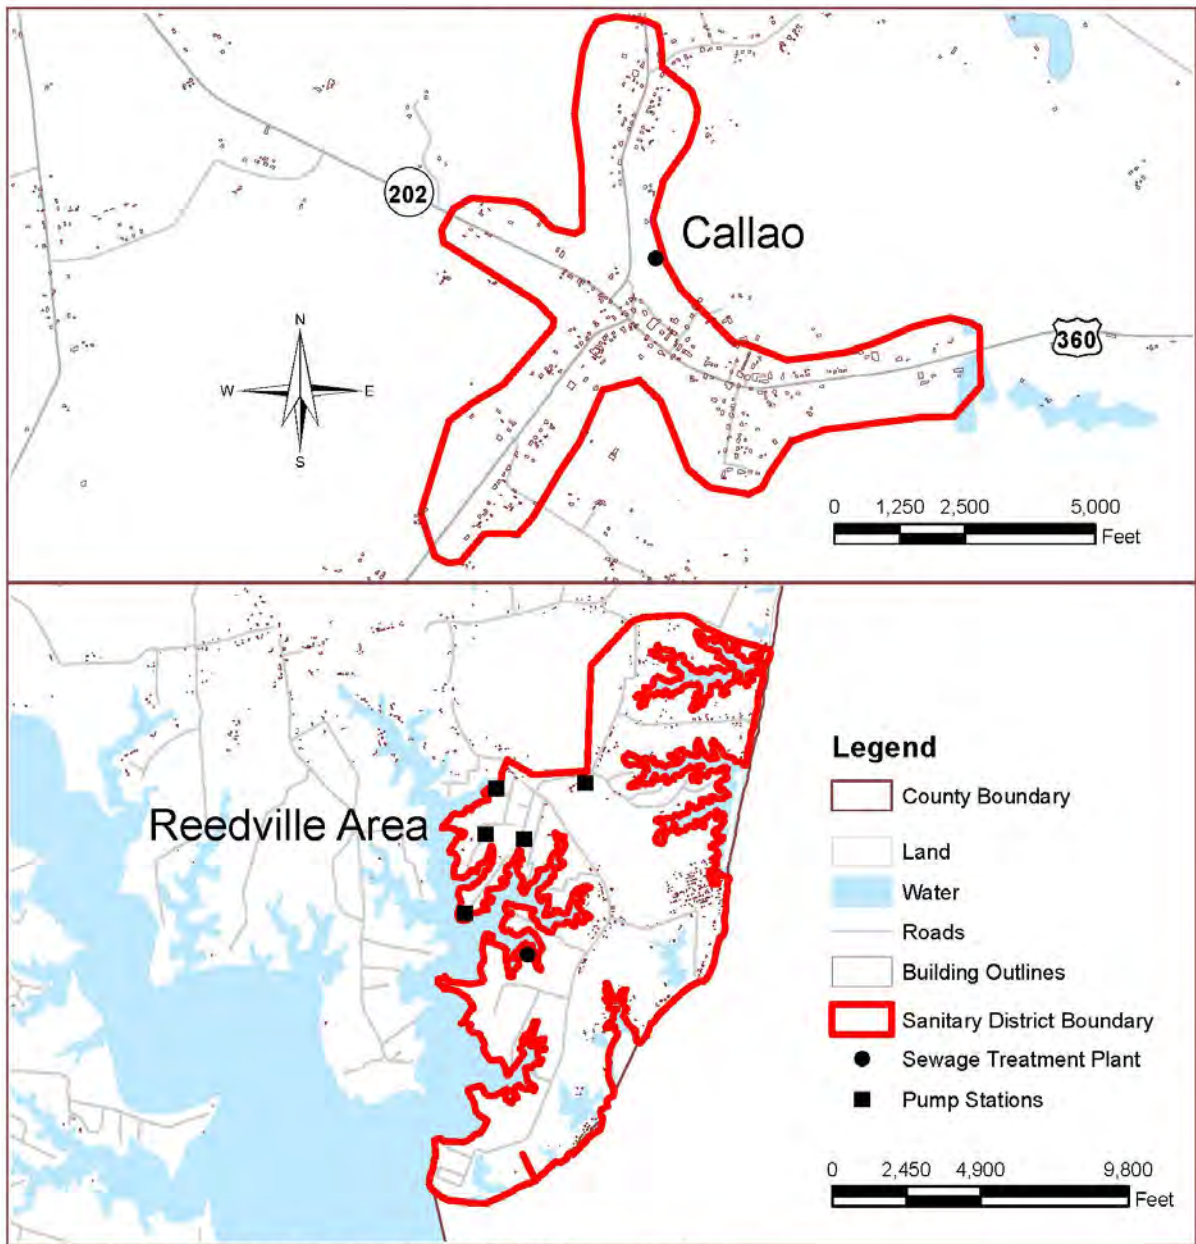 202
Callao
360
N
W E
S
0 1,250 2,500 5,000
Feet
Reedville Area
Legend
County Boundary
Land
Water
Roads
Building Outlines
Sanitary District Boundary
Sewage Treatment Plant
Pump Stations
0 2,450 4,900 9,800
Feet